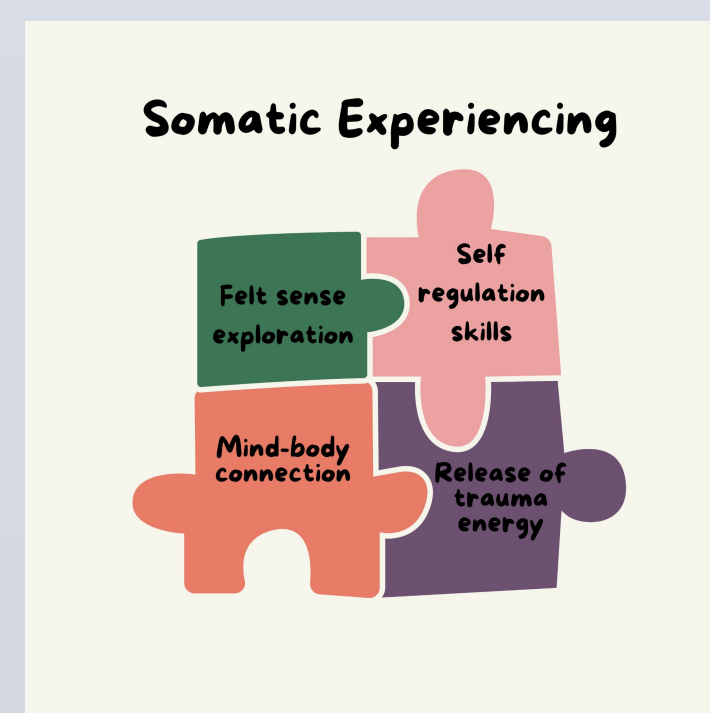 Somatic Experiencing
Felt sense
exploration
Self
regulation
skills
Mind-body
connection
Release of
trauma
energy